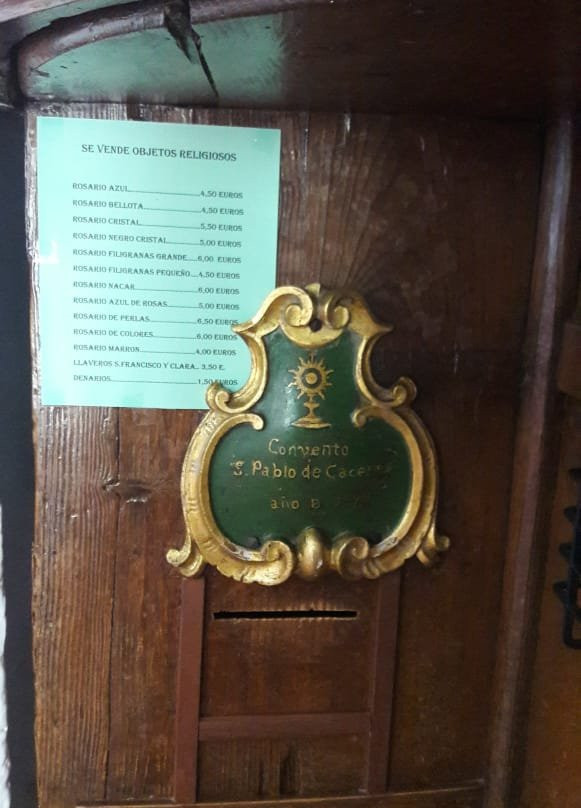 SE VENDE OBJETOS RELIGIOSOS
ROSARIO AZUL................................4,50 EUROS
ROSARIO BELLOTA..........................4,50 EUROS
ROSARIO CRISTAL...........................5,50 EUROS
ROSARIO NEGRO CRISTAL..............5,00 EUROS
ROSARIO FILIGRANAS GRANDE.....6,00 EUROS
ROSARIO FILIGRANAS PEQUEÑO...4,50 EUROS
ROSARIO NACAR............................6,00 EUROS
ROSARIO AZUL DE ROSAS..............5,00 EUROS
ROSARIO DE PERLAS......................6,50 EUROS
ROSARIO DE COLORES...................6,00 EUROS
ROSARIO MARRON.........................4,00 EUROS
LLAVEROS S.FRANCISCO Y CLARA.. 3,50 E.
DENARIOS.......................................1,50 EUROS
Convento
S. Pablo de
año